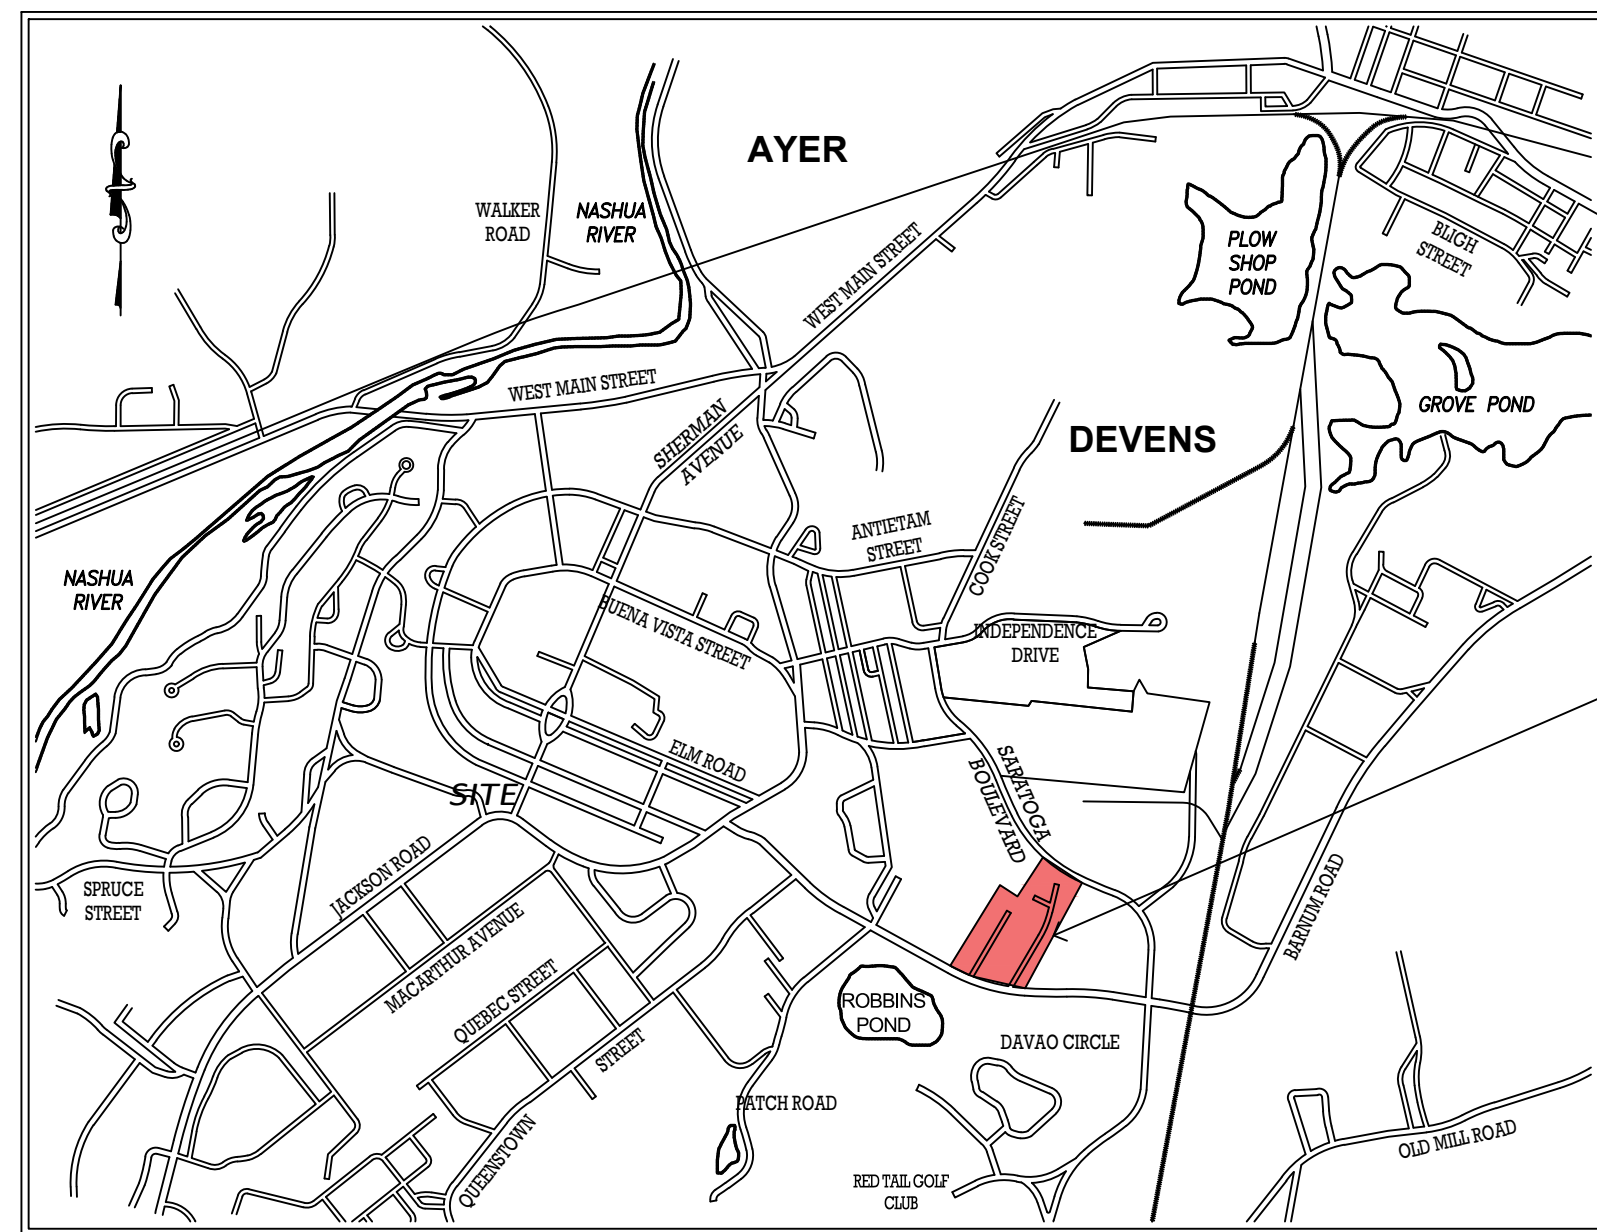 AYER
WALKER
ROAD
NASHUA
RIVER
WEST MAIN STREET
PLOW
SHOP
POND
BLIGH
STREET
GROVE POND
WEST MAIN STREET
SHERMAN
AVENUE
DEVENS
ANTIETAM
STREET
COOK STREET
NASHUA
RIVER
BUENA VISTA STREET
INDEPENDENCE
DRIVE
ELM ROAD
SARATOGA
BOULEVARD
SITE
JACKSON ROAD
SPRUCE
STREET
MACARTHUR AVENUE
BARNUM ROAD
QUEBEC STREET
ROBBINS
POND
DAVAO CIRCLE
QUEENSTOWN
STREET
PATCH ROAD
OLD MILL ROAD
RED TAIL GOLF
CLUB